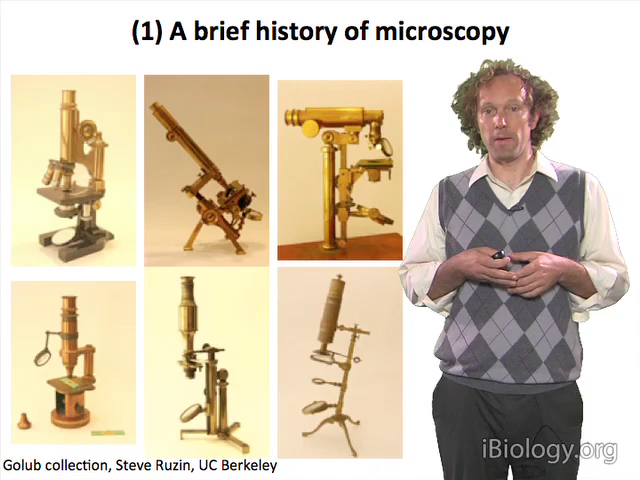 (1) A brief history of microscopy
Golub collection, Steve Ruzin, UC Berkeley
iBiology.org